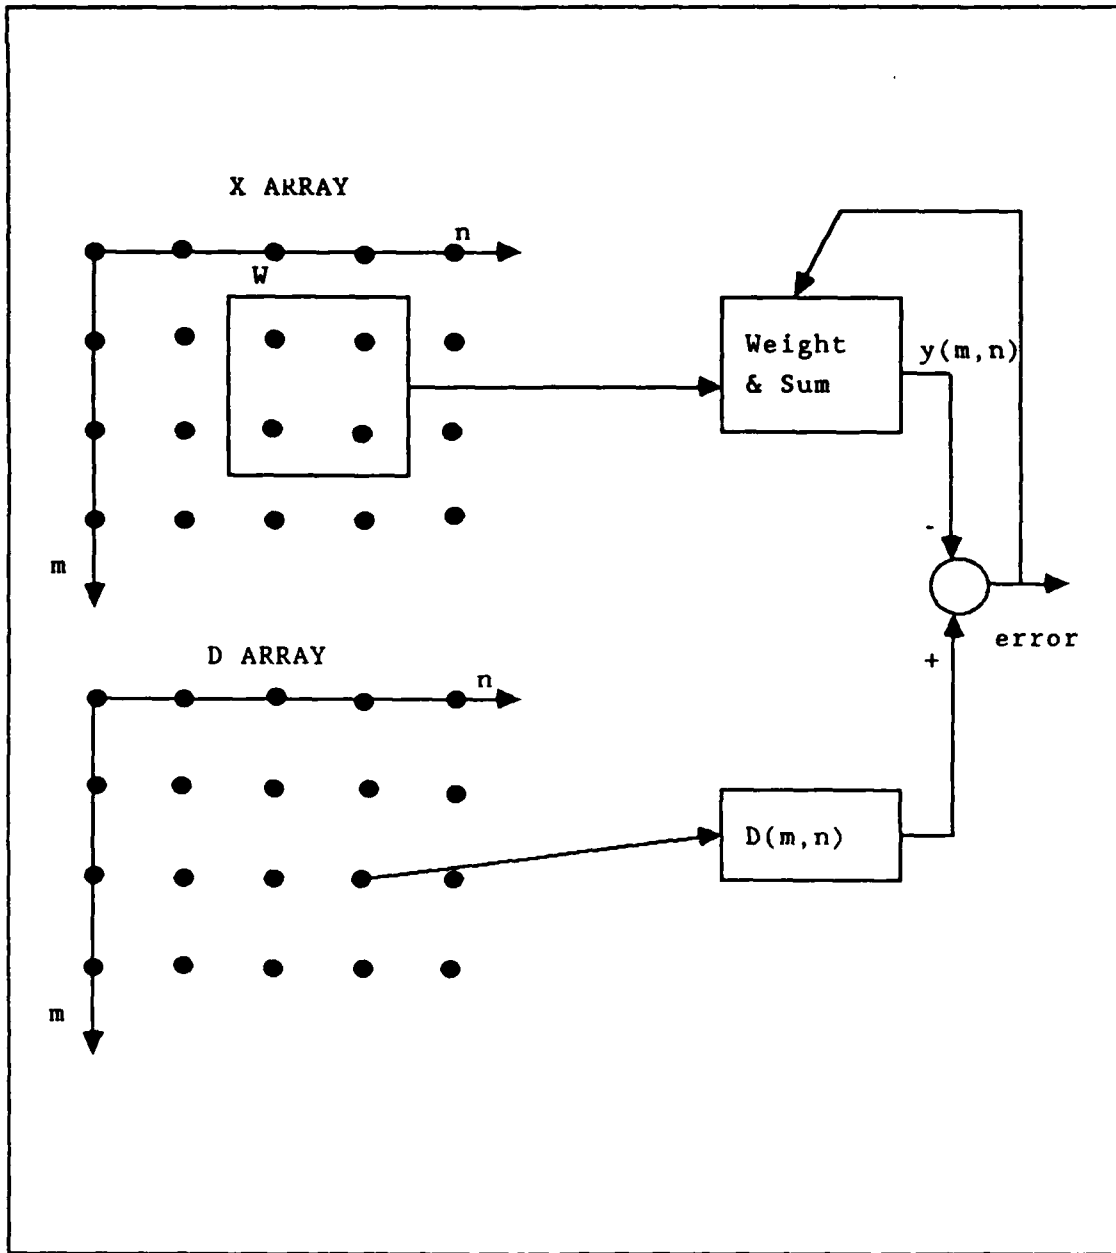 X ARRAY
n
W
Weight
& Sum
y(m,n)
-
m
error
+
D ARRAY
n
D(m,n)
m